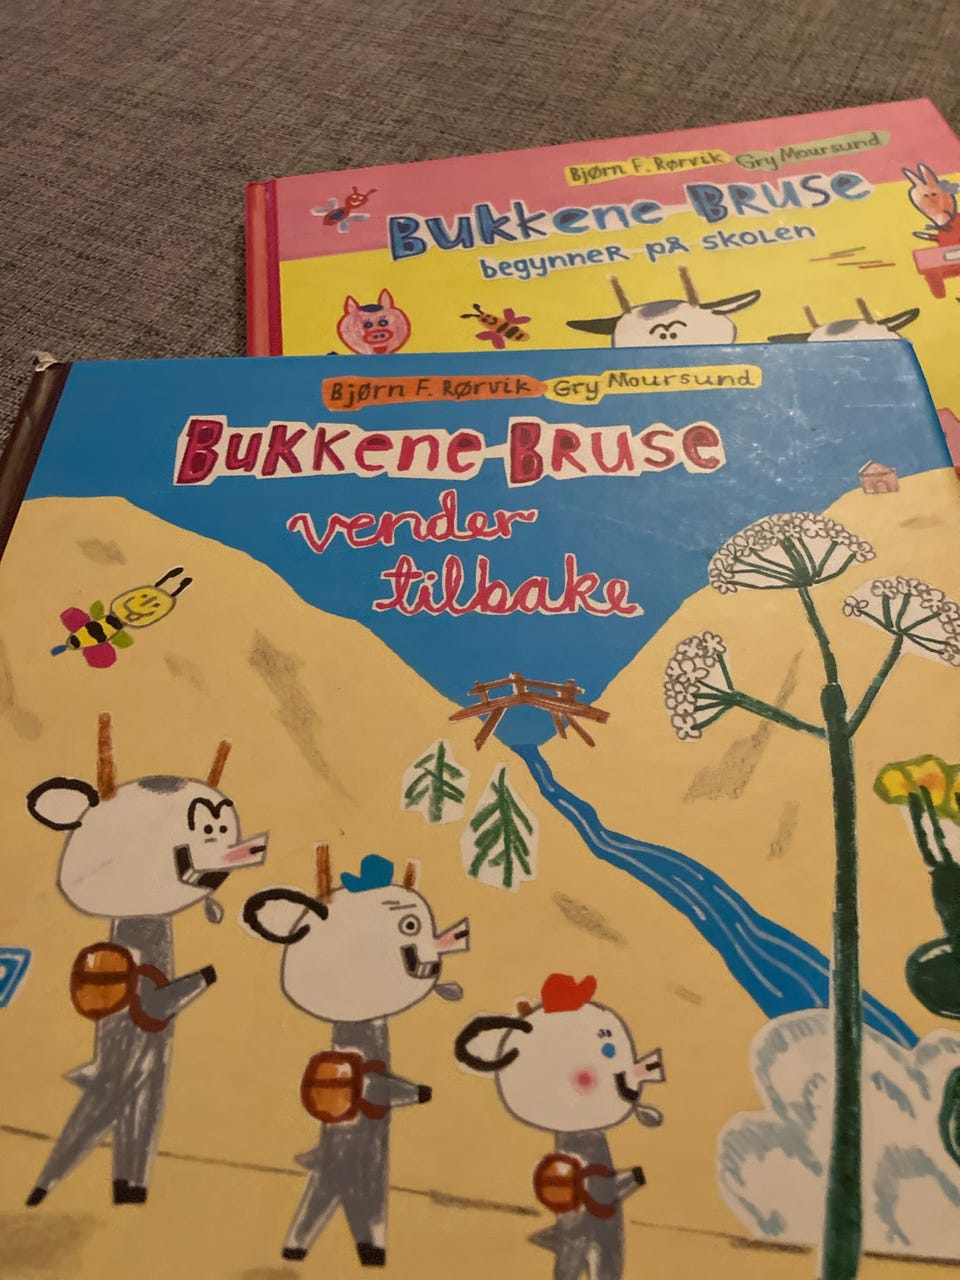 Bjørn F. Rørvik Gry Moursund
BUKKene BRUSE
begynneR på skoLen
Bjørn F. Rørvik Gry Moursund
BUKKene BRUSE
vender
tilbake